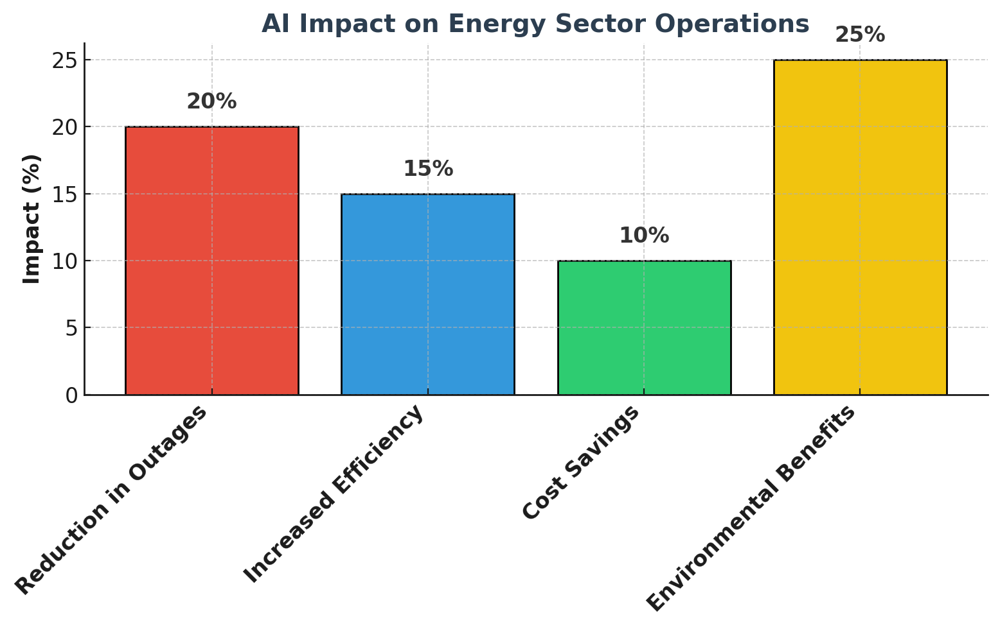 AI Impact on Energy Sector Operations
Impact (%)
25
20
15
10
5
0
20%
15%
10%
25%
Reduction in Outages
Increased Efficiency
Cost Savings
Environmental Benefits